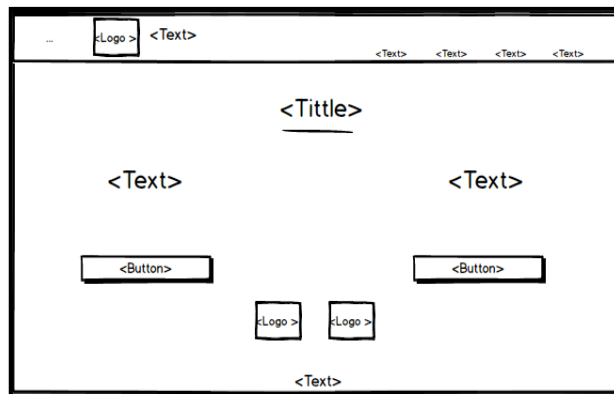 ...
<Logo > <Text>
<Text> <Text> <Text> <Text>
<Tittle>
<Text> <Text>
<Button> <Button>
<Logo > <Logo >
<Text>